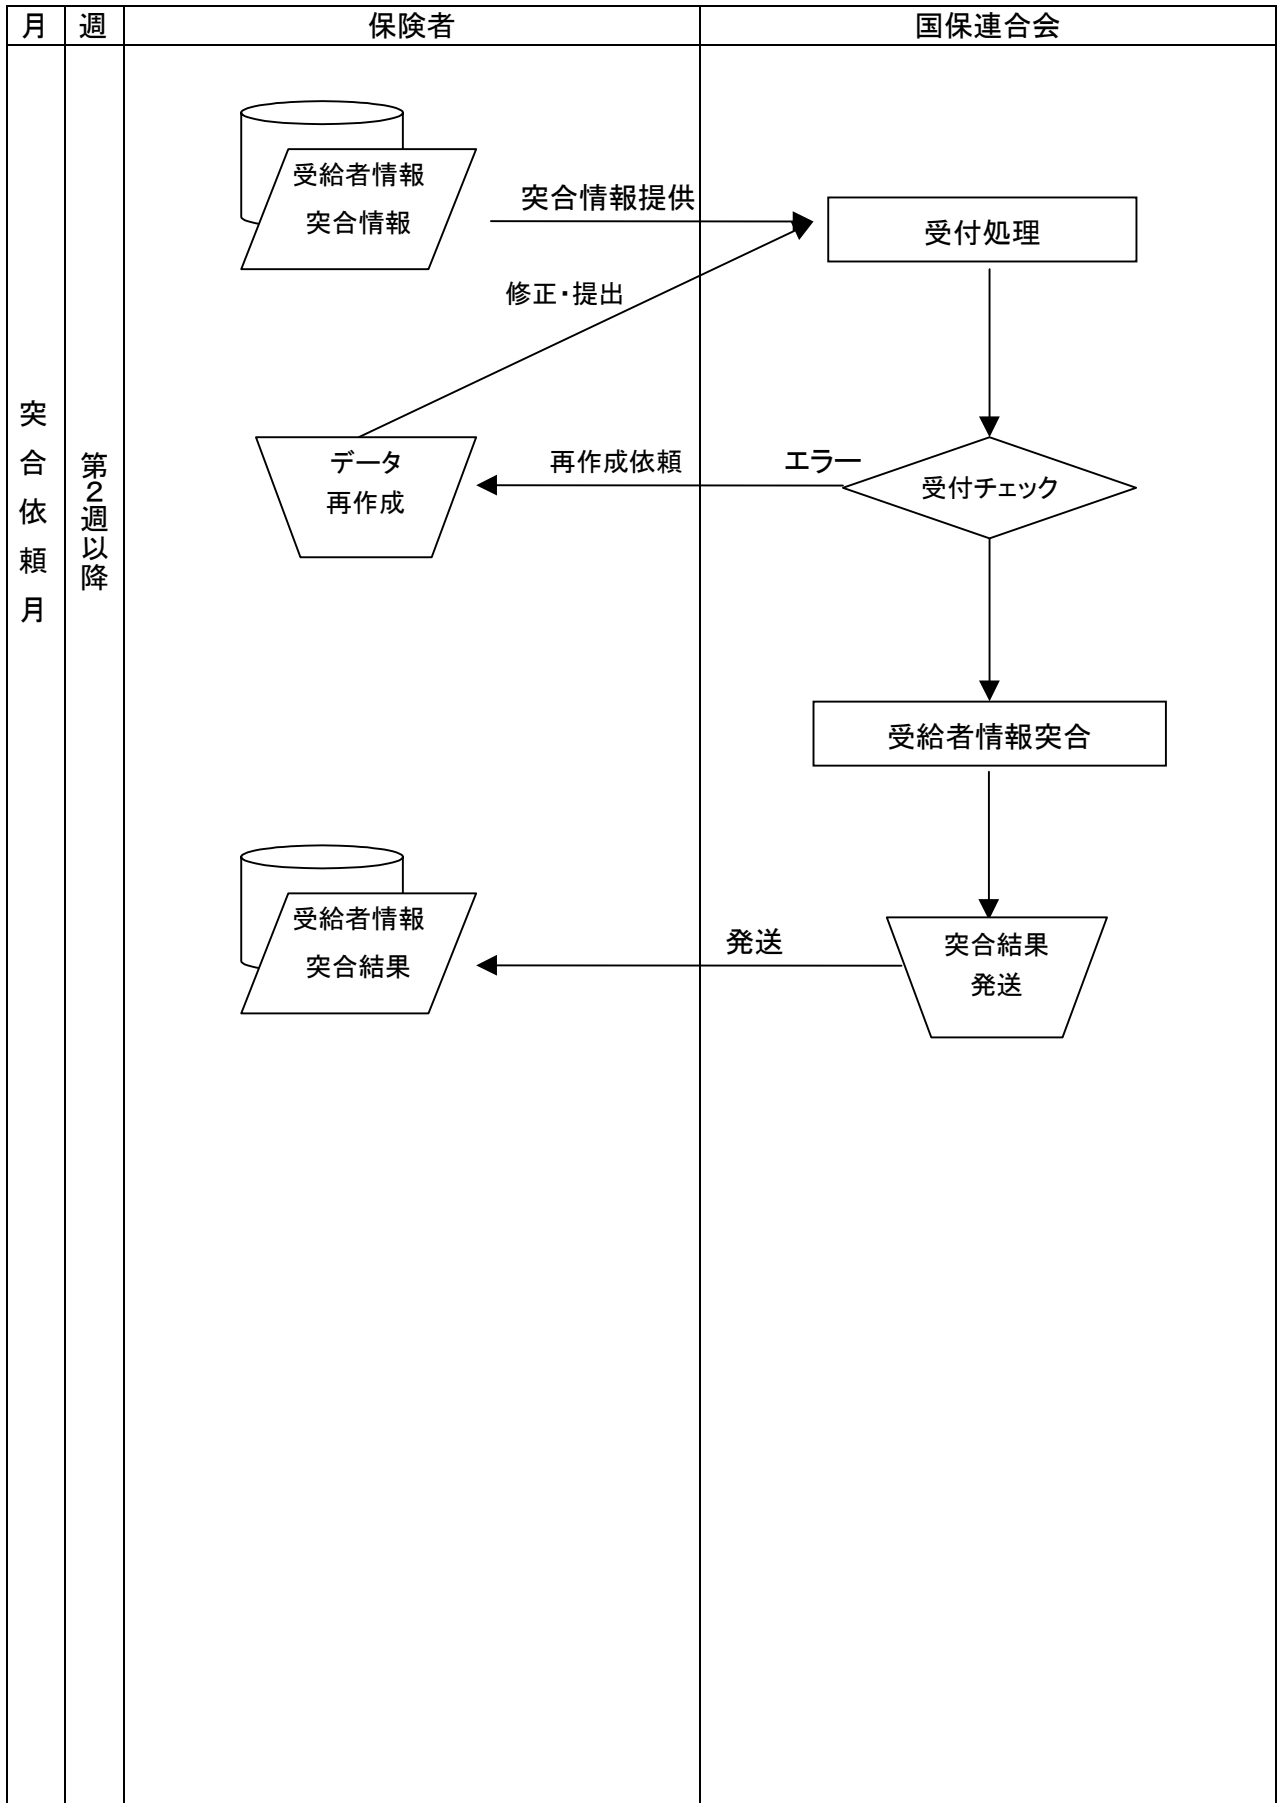 月
週
保険者
国保連合会
突合依頼月
第2週以降
受給者情報
突合情報
突合情報提供
受付処理
修正・提出
データ
再作成
再作成依頼
エラー
受付チェック
受給者情報突合
受給者情報
突合結果
発送
突合結果
発送